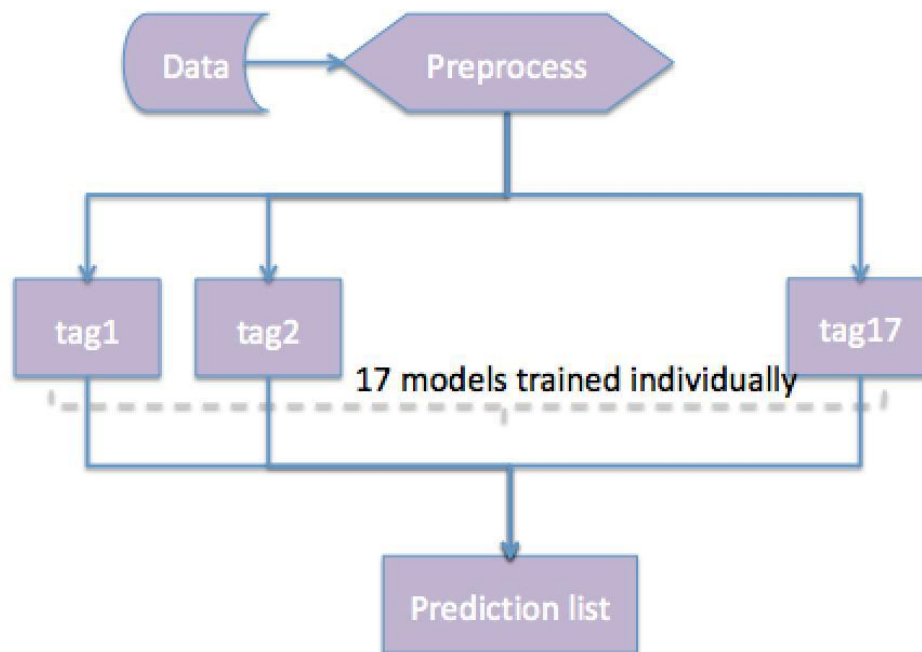 Data
Preprocess
tag1
tag2
tag17
17 models trained individually
Prediction list